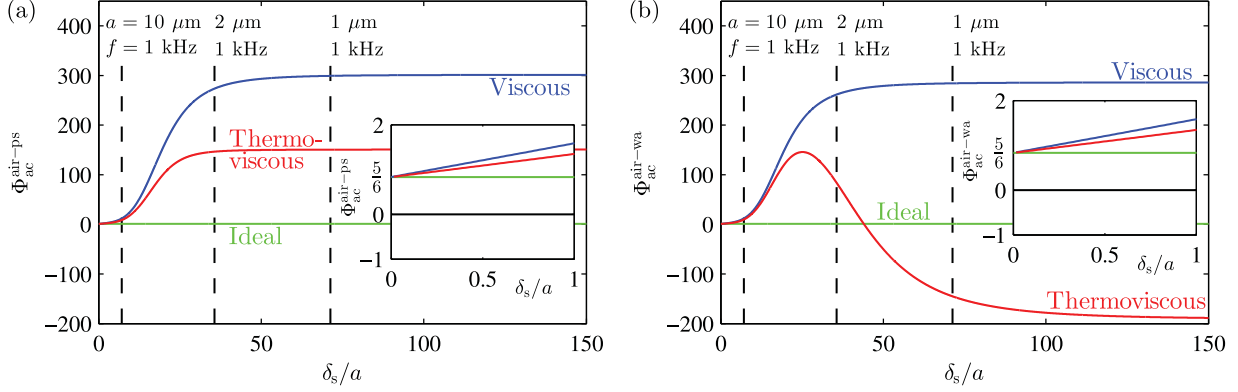 (a)
a = 10 μm 2 μm 1 μm
f = 1 kHz 1 kHz 1 kHz
400
300
200
100
0
−100
−200
Φ_ac^air−ps
Viscous
Thermo-
viscous
Ideal
2
5/6
0
−1
Φ_ac^air−ps
0 0.5 1
δ_s/a
0 50 100 150
δ_s/a
(b)
a = 10 μm 2 μm 1 μm
f = 1 kHz 1 kHz 1 kHz
400
300
200
100
0
−100
−200
Φ_ac^air−wa
Viscous
Ideal
Thermoviscous
2
5/6
0
−1
Φ_ac^air−wa
0 0.5 1
δ_s/a
0 50 100 150
δ_s/a